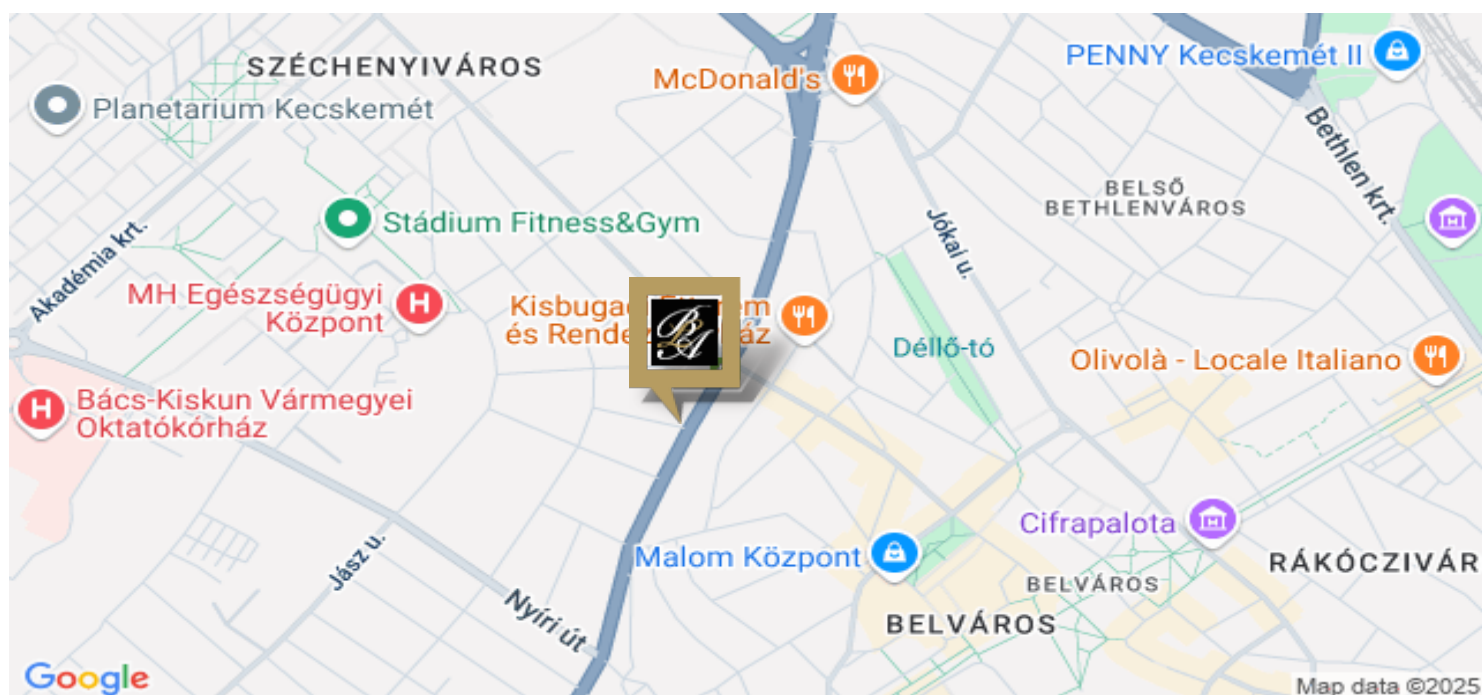 SZÉCHENYIVÁROS
Planetarium Kecskemét
McDonald's
PENNY Kecskemét II
Bethlen krt.
BELSŐ
BETHLENVÁROS
Stádium Fitness&Gym
Jókai u.
Akadémia krt.
MH Egészségügyi
Központ
és
Déllő-tó
Olivolà - Locale Italiano
Bács-Kiskun Vármegyei
Oktatókórház
Cifrapalota
Malom Központ
Jász u.
Nyíri út
BELVÁROS
BELVÁROS
RÁKÓCZIVÁR
Google
Map data ©2025